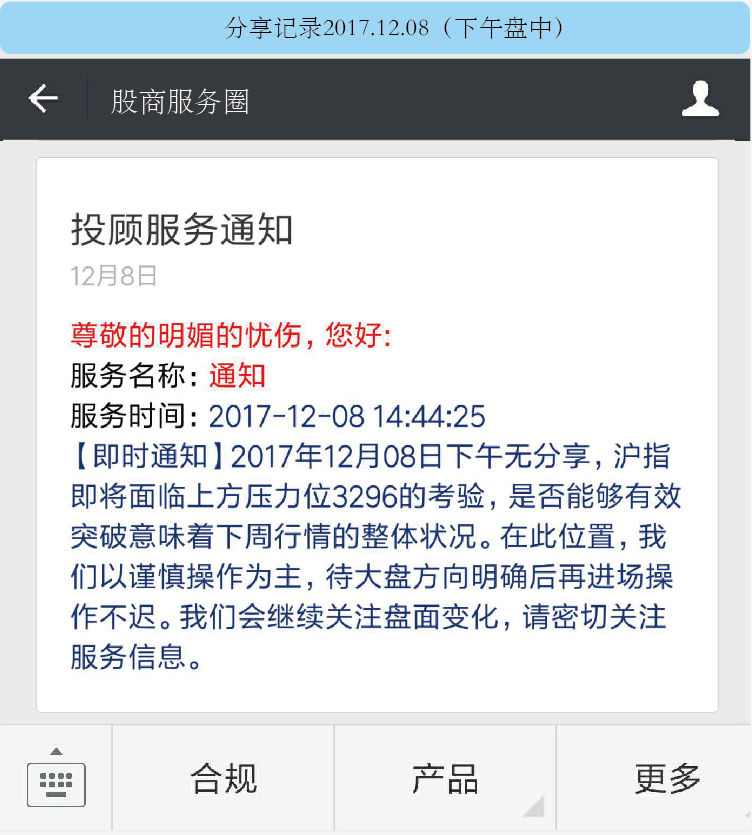 分享记录2017.12.08（下午盘中）
股商服务圈
投顾服务通知
12月8日
尊敬的明媚的忧伤，您好：
服务名称：通知
服务时间：2017-12-08 14:44:25
【即时通知】2017年12月08日下午无分享，沪指
即将面临上方压力位3296的考验，是否能够有效
突破意味着下周行情的整体状况。在此位置，我
们以谨慎操作为主，待大盘方向明确后再进场操
作不迟。我们会继续关注盘面变化，请密切关注
服务信息。
合规
产品
更多